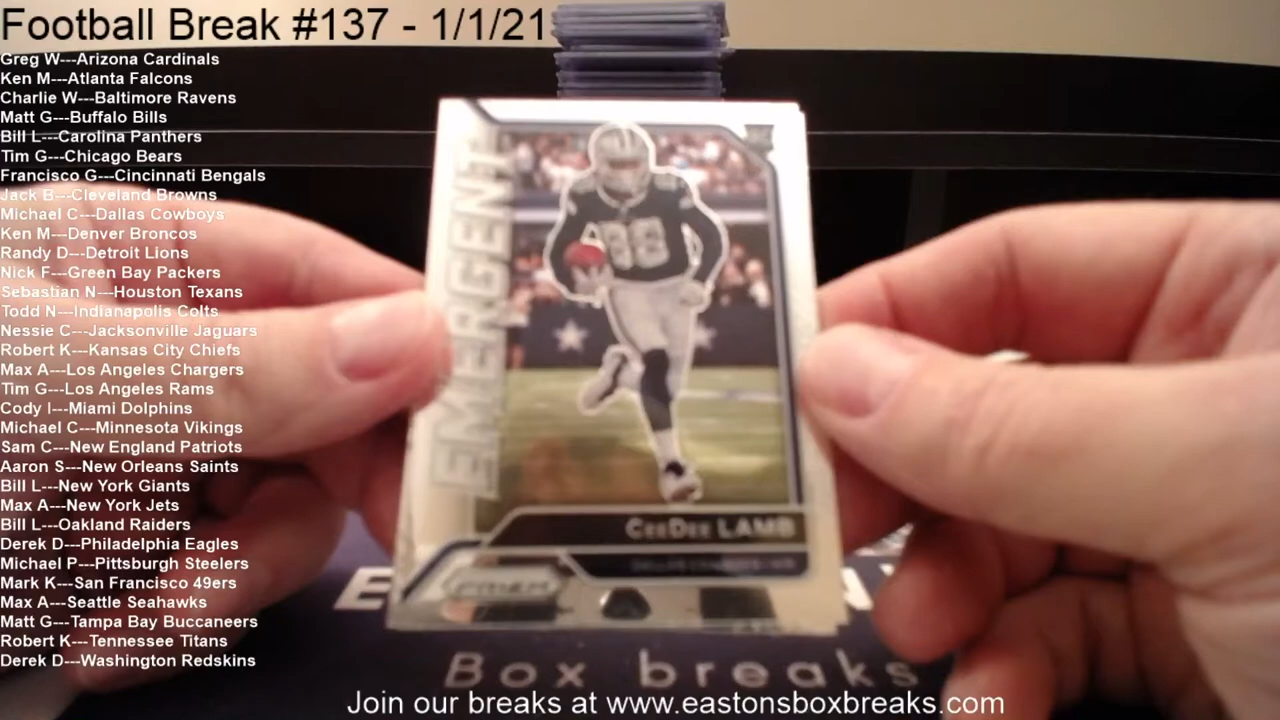 Football Break #137 - 1/1/21
Greg W---Arizona Cardinals
Ken M---Atlanta Falcons
Charlie W---Baltimore Ravens
Matt G---Buffalo Bills
Bill L---Carolina Panthers
Tim G---Chicago Bears
Francisco G---Cincinnati Bengals
Jack B---Cleveland Browns
Michael C---Dallas Cowboys
Ken M---Denver Broncos
Randy D---Detroit Lions
Nick F---Green Bay Packers
Sebastian N---Houston Texans
Todd N---Indianapolis Colts
Nessie C---Jacksonville Jaguars
Robert K---Kansas City Chiefs
Max A---Los Angeles Chargers
Tim G---Los Angeles Rams
Cody I---Miami Dolphins
Michael C---Minnesota Vikings
Sam C---New England Patriots
Aaron S---New Orleans Saints
Bill L---New York Giants
Max A---New York Jets
Bill L---Oakland Raiders
Derek D---Philadelphia Eagles
Michael P---Pittsburgh Steelers
Mark K---San Francisco 49ers
Max A---Seattle Seahawks
Matt G---Tampa Bay Buccaneers
Robert K---Tennessee Titans
Derek D---Washington Redskins
EMERGENT
88
CeeDee LAMB
PRIZM
Box breaks
Join our breaks at www.eastonsboxbreaks.com